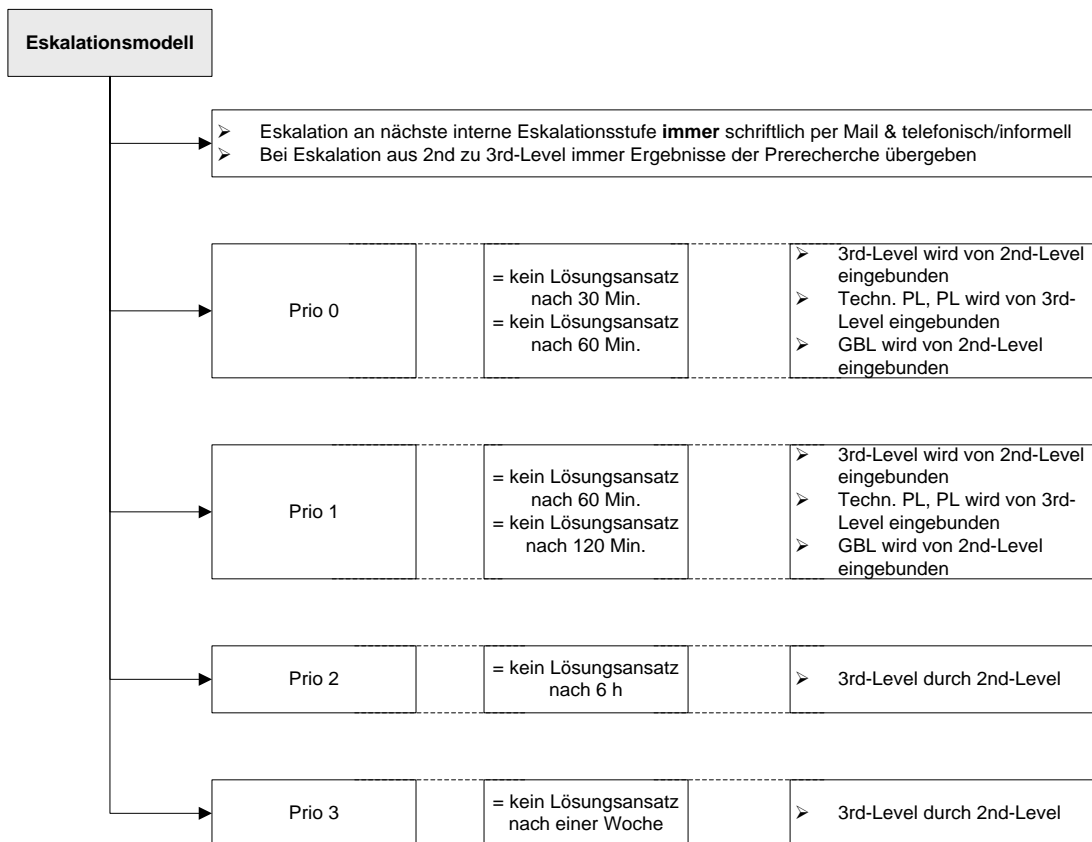 Eskalationsmodell
➢ Eskalation an nächste interne Eskalationsstufe immer schriftlich per Mail & telefonisch/informell
➢ Bei Eskalation aus 2nd zu 3rd-Level immer Ergebnisse der Prerecherche übergeben
Prio 0
= kein Lösungsansatz
nach 30 Min.
= kein Lösungsansatz
nach 60 Min.
➢ 3rd-Level wird von 2nd-Level
eingebunden
➢ Techn. PL, PL wird von 3rd-
Level eingebunden
➢ GBL wird von 2nd-Level
eingebunden
Prio 1
= kein Lösungsansatz
nach 60 Min.
= kein Lösungsansatz
nach 120 Min.
➢ 3rd-Level wird von 2nd-Level
eingebunden
➢ Techn. PL, PL wird von 3rd-
Level eingebunden
➢ GBL wird von 2nd-Level
eingebunden
Prio 2
= kein Lösungsansatz
nach 6 h
➢ 3rd-Level durch 2nd-Level
Prio 3
= kein Lösungsansatz
nach einer Woche
➢ 3rd-Level durch 2nd-Level